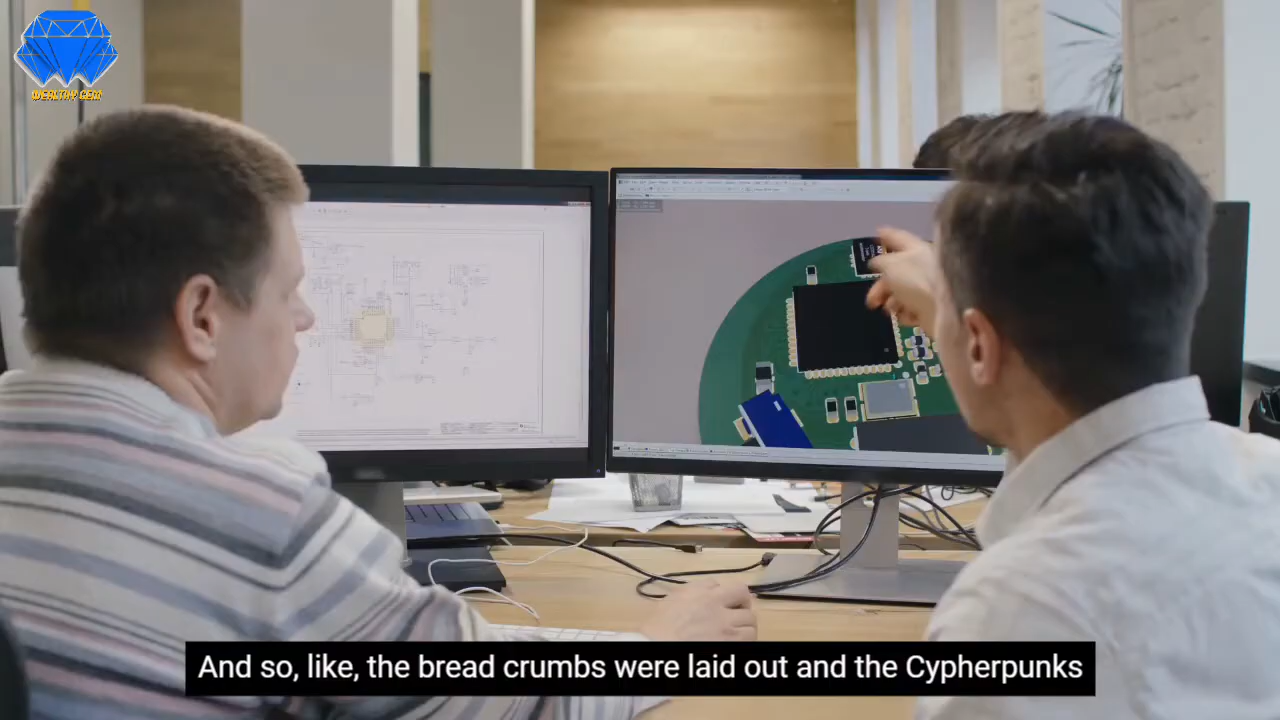 WEALTHY GEM
And so, like, the bread crumbs were laid out and the Cypherpunks